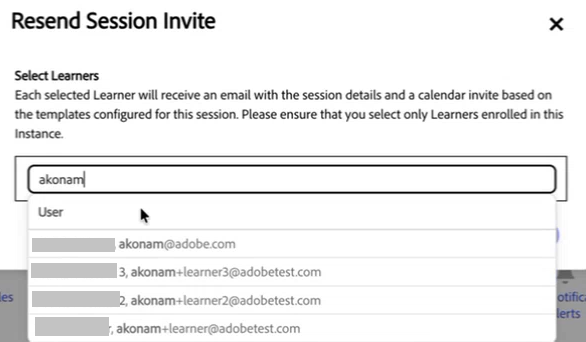 Resend Session Invite
Select Learners
Each selected Learner will receive an email with the session details and a calendar invite based on
the templates configured for this session. Please ensure that you select only Learners enrolled in this
Instance.
akonam
User
, akonam@adobe.com
3, akonam+learner3@adobetest.com
2, akonam+learner2@adobetest.com
r, akonam+learner@adobetest.com